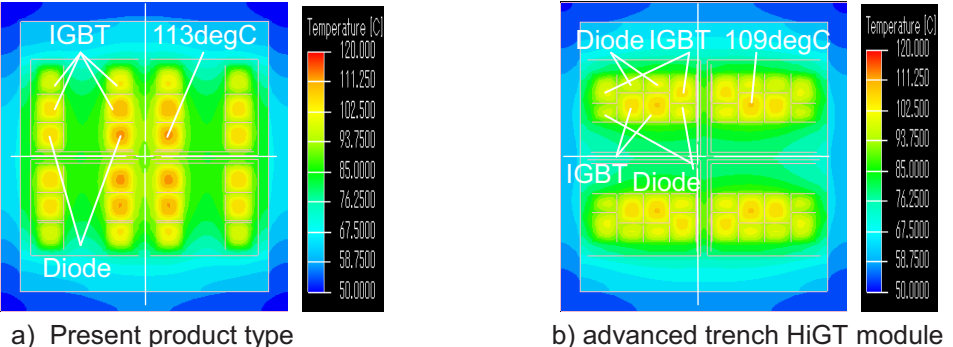 IGBT 113degC
Diode
Temperature [C]
120.000
111.250
102.500
93.7500
85.0000
76.2500
67.5000
58.7500
50.0000
a) Present product type
Diode IGBT 109degC
IGBT
Diode
Temperature [C]
120.000
111.250
102.500
93.7500
85.0000
76.2500
67.5000
58.7500
50.0000
b) advanced trench HiGT module